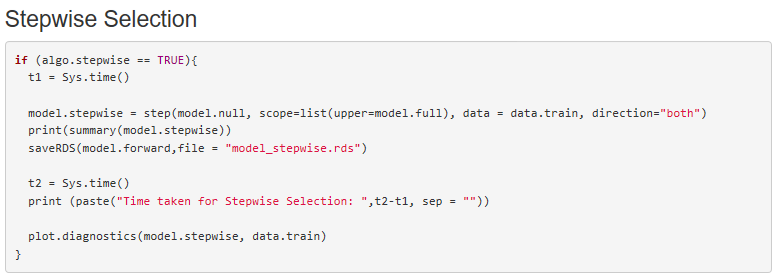 Stepwise Selection
if (algo.stepwise == TRUE){
  t1 = Sys.time()
  model.stepwise = step(model.null, scope=list(upper=model.full), data = data.train, direction="both")
  print(summary(model.stepwise))
  saveRDS(model.forward,file = "model_stepwise.rds")
  t2 = Sys.time()
  print (paste("Time taken for Stepwise Selection: ",t2-t1, sep = ""))
  plot.diagnostics(model.stepwise, data.train)
}